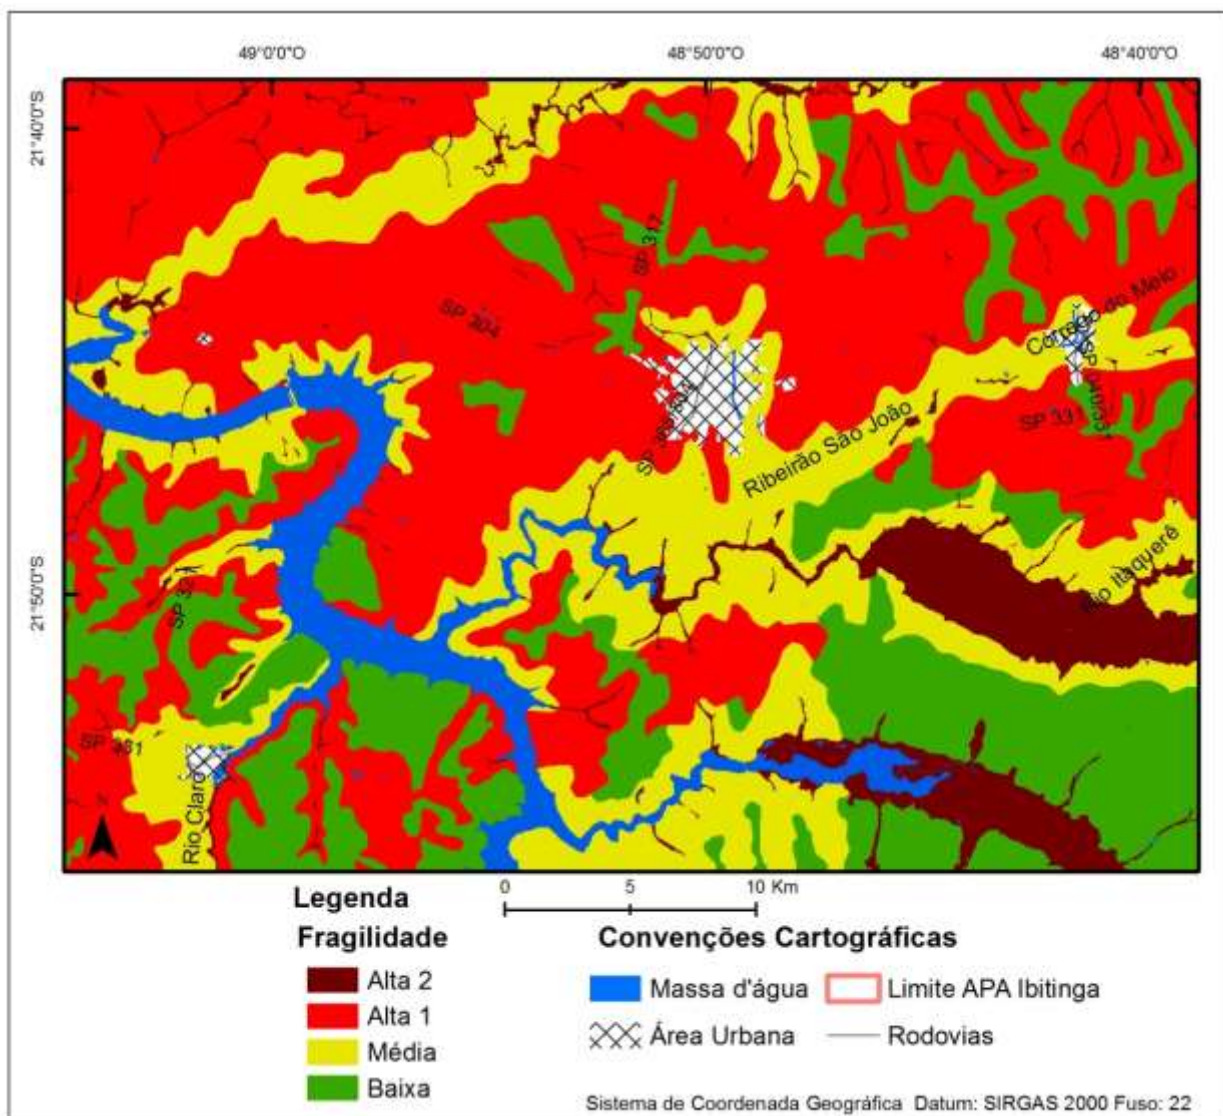 49°0'0"O
48°50'0"O
48°40'0"O
21°40'0"S
21°50'0"S
SP 317
SP 304
Córrego do Meio
SP 331
Ribeirão São João
Rio Itaquerê
SP 331
Rio Claro
N
0 5 10 Km
Legenda
Fragilidade
Alta 2
Alta 1
Média
Baixa
Convenções Cartográficas
Massa d'água
Limite APA Ibitinga
Área Urbana
Rodovias
Sistema de Coordenada Geográfica Datum: SIRGAS 2000 Fuso: 22